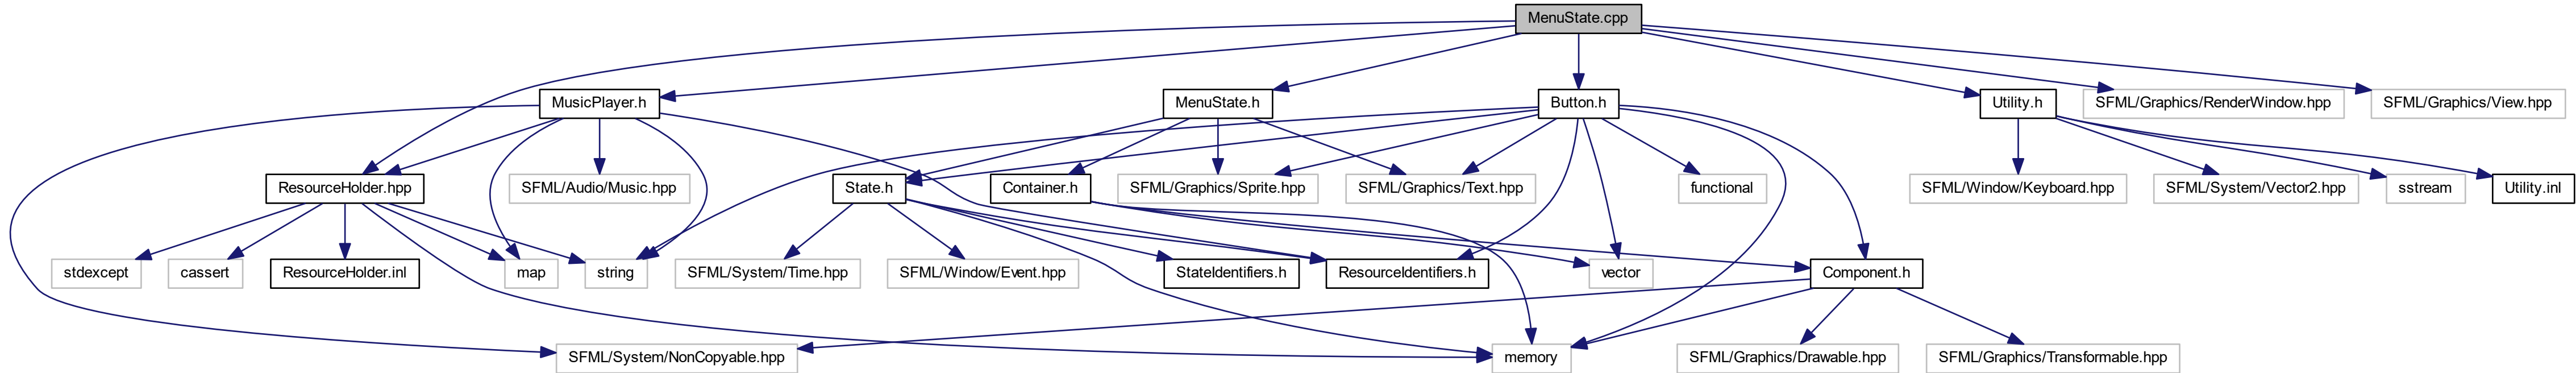 MenuState.cpp
MusicPlayer.h
MenuState.h
Button.h
Utility.h
SFML/Graphics/RenderWindow.hpp
SFML/Graphics/View.hpp
ResourceHolder.hpp
SFML/Audio/Music.hpp
State.h
Container.h
SFML/Graphics/Sprite.hpp
SFML/Graphics/Text.hpp
functional
SFML/Window/Keyboard.hpp
SFML/System/Vector2.hpp
sstream
Utility.inl
stdexcept
cassert
ResourceHolder.inl
map
string
SFML/System/Time.hpp
SFML/Window/Event.hpp
StateIdentifiers.h
ResourceIdentifiers.h
vector
Component.h
SFML/System/NonCopyable.hpp
memory
SFML/Graphics/Drawable.hpp
SFML/Graphics/Transformable.hpp